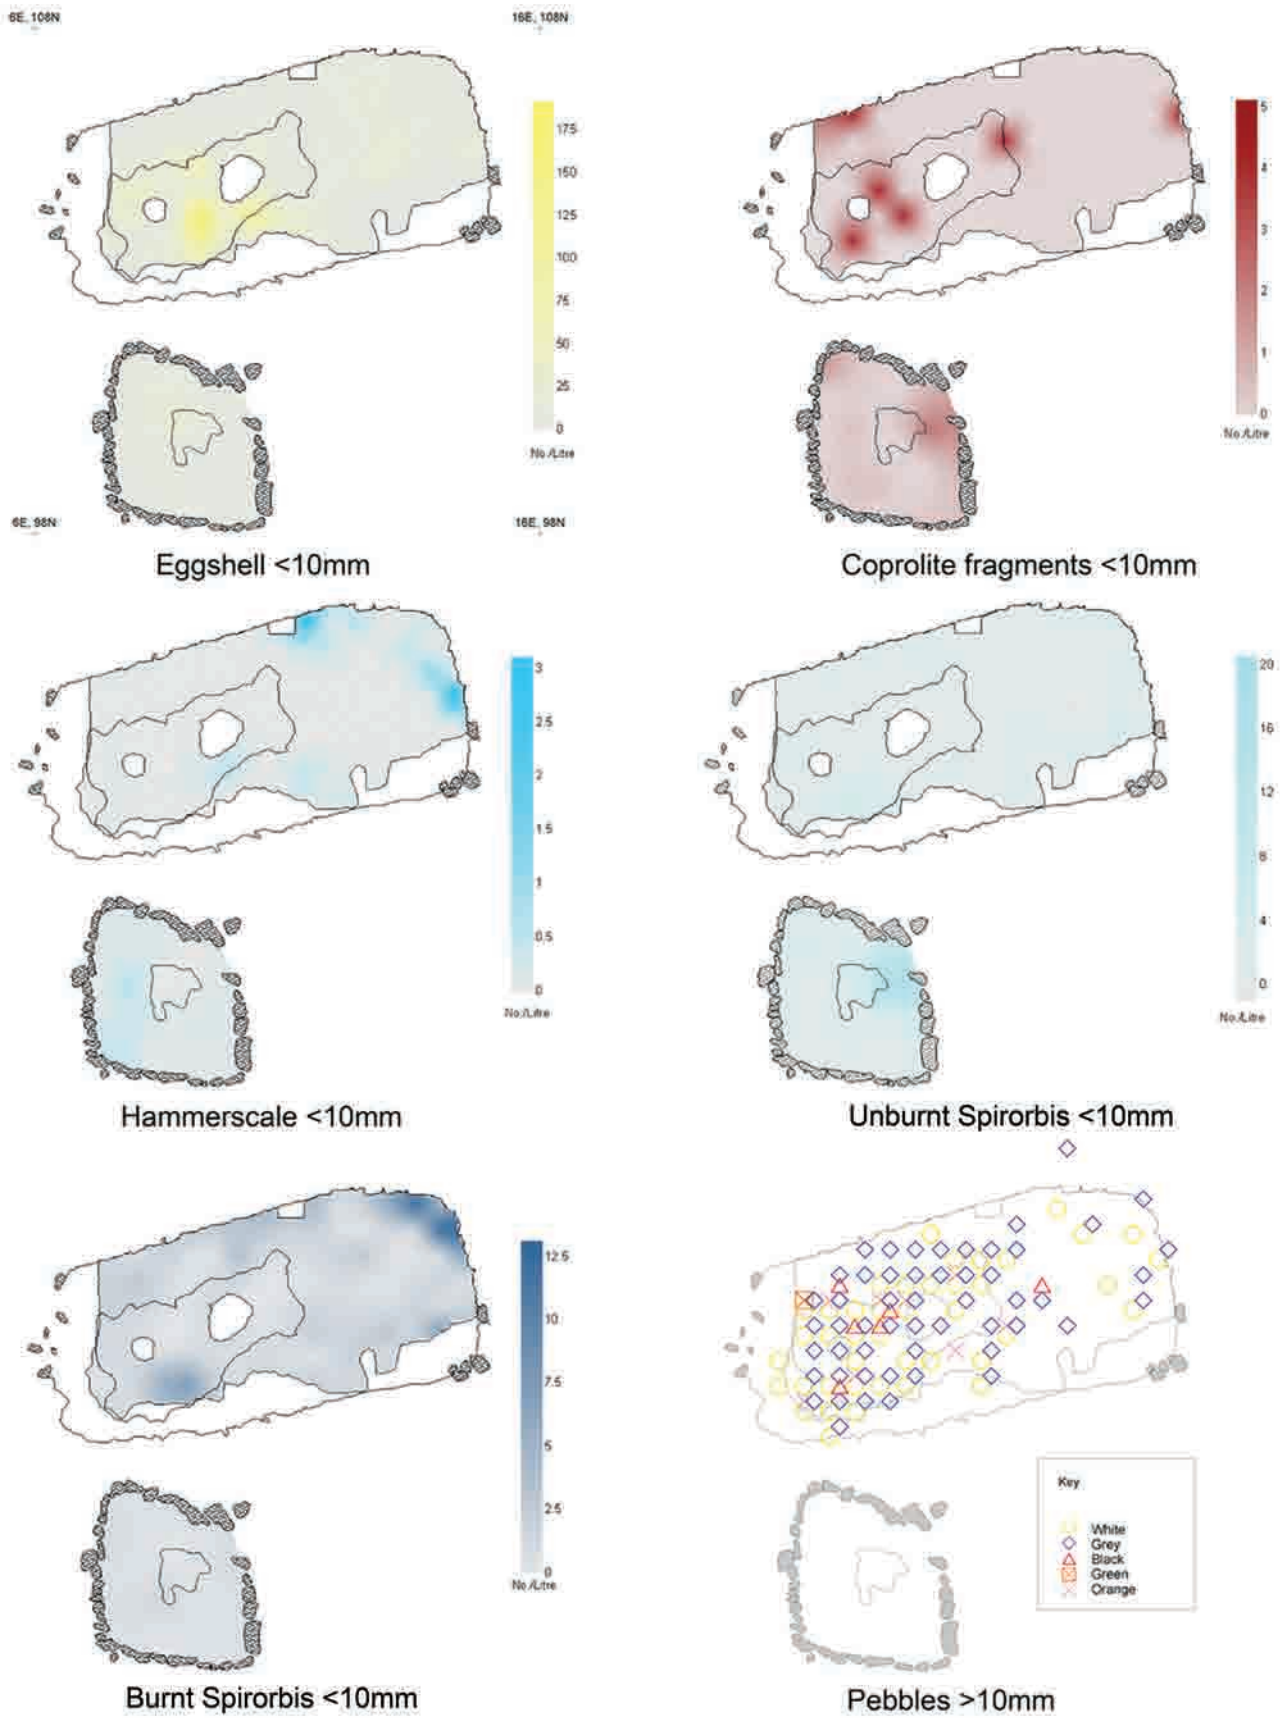 6E, 108N
16E, 108N
175
150
125
100
75
50
25
0
No./Litre
6E, 98N
16E, 98N
Eggshell <10mm
5
4
3
2
1
0
No./Litre
Coprolite fragments <10mm
3
2.5
2
1.5
1
0.5
0
No./Litre
Hammerscale <10mm
20
16
12
8
4
0
No./Litre
Unburnt Spirorbis <10mm
12.5
10
7.5
5
2.5
0
No./Litre
Burnt Spirorbis <10mm
Key
White
Grey
Black
Green
Orange
Pebbles >10mm